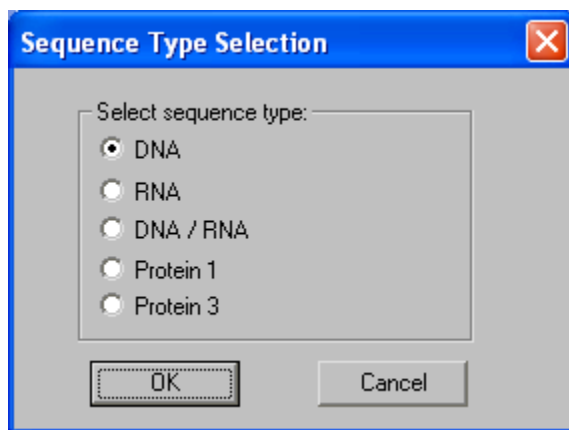 Sequence Type Selection
Select sequence type:
DNA
RNA
DNA / RNA
Protein 1
Protein 3
OK
Cancel